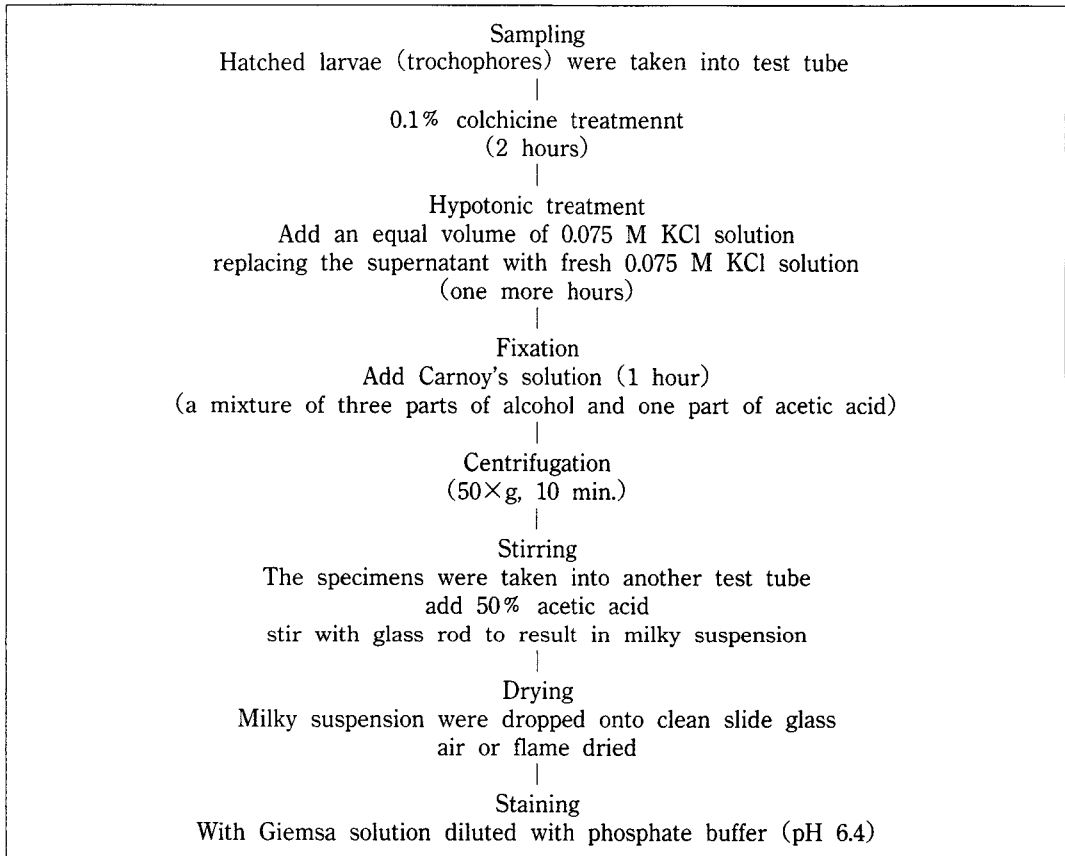 Sampling
Hatched larvae (trochophores) were taken into test tube
0.1% colchicine treatmennt
(2 hours)
Hypotonic treatment
Add an equal volume of 0.075 M KCl solution
replacing the supernatant with fresh 0.075 M KCl solution
(one more hours)
Fixation
Add Carnoy's solution (1 hour)
(a mixture of three parts of alcohol and one part of acetic acid)
Centrifugation
(50×g, 10 min.)
Stirring
The specimens were taken into another test tube
add 50% acetic acid
stir with glass rod to result in milky suspension
Drying
Milky suspension were dropped onto clean slide glass
air or flame dried
Staining
With Giemsa solution diluted with phosphate buffer (pH 6.4)